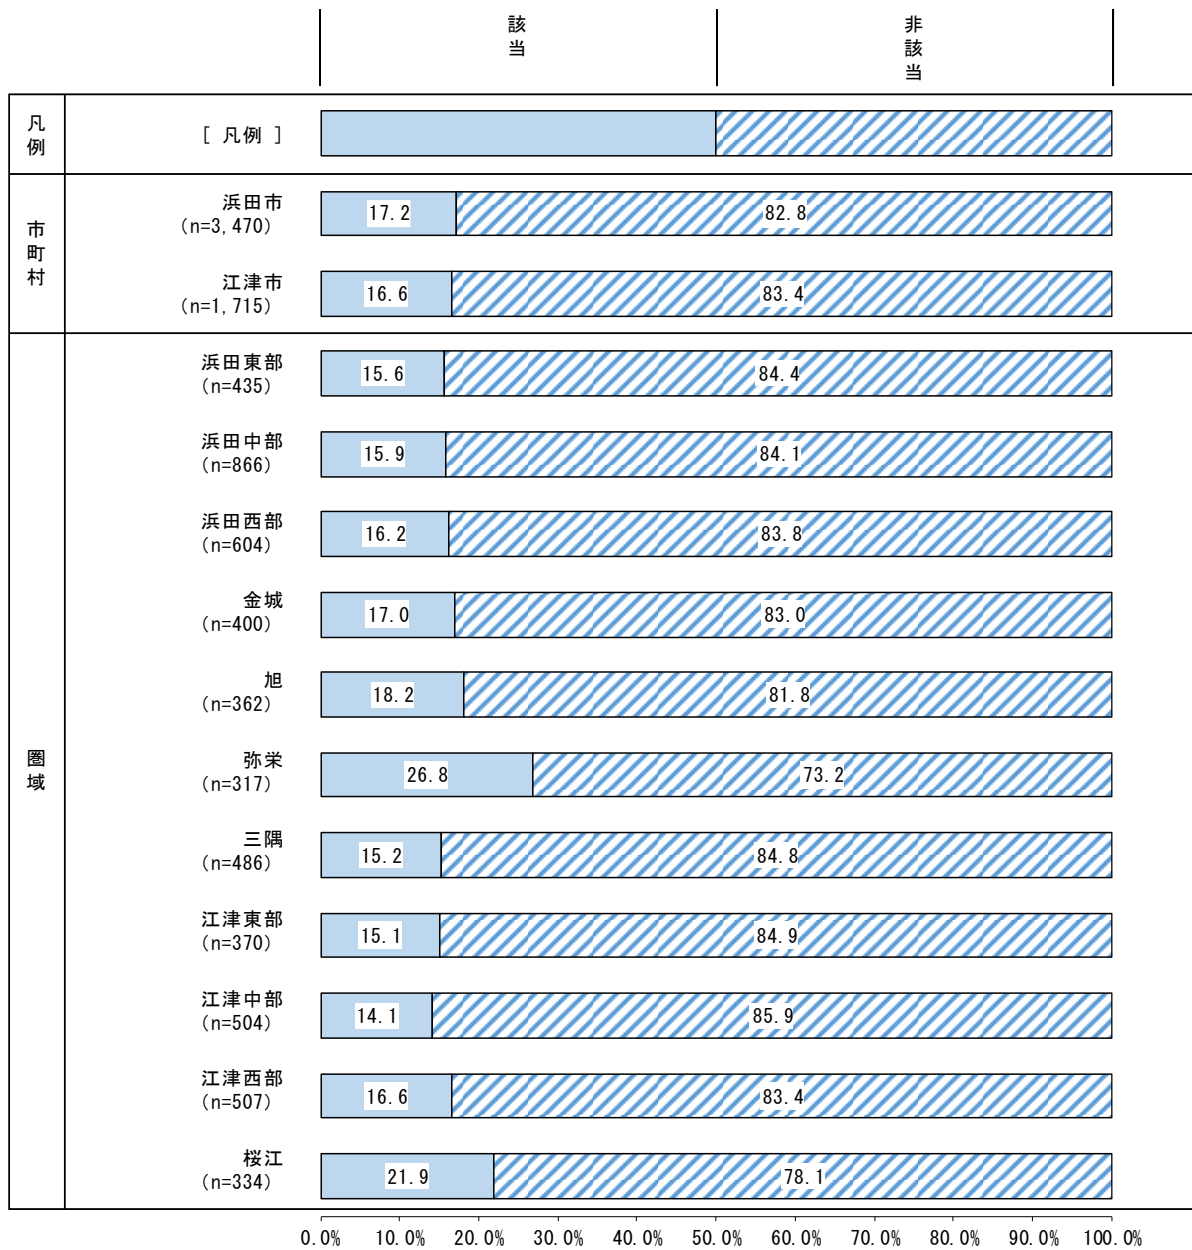 該当
非該当
凡例
[ 凡例 ]
市町村
浜田市
(n=3,470)
17.2
82.8
江津市
(n=1,715)
16.6
83.4
圏域
浜田東部
(n=435)
15.6
84.4
浜田中部
(n=866)
15.9
84.1
浜田西部
(n=604)
16.2
83.8
金城
(n=400)
17.0
83.0
旭
(n=362)
18.2
81.8
弥栄
(n=317)
26.8
73.2
三隅
(n=486)
15.2
84.8
江津東部
(n=370)
15.1
84.9
江津中部
(n=504)
14.1
85.9
江津西部
(n=507)
16.6
83.4
桜江
(n=334)
21.9
78.1
0.0% 10.0% 20.0% 30.0% 40.0% 50.0% 60.0% 70.0% 80.0% 90.0% 100.0%